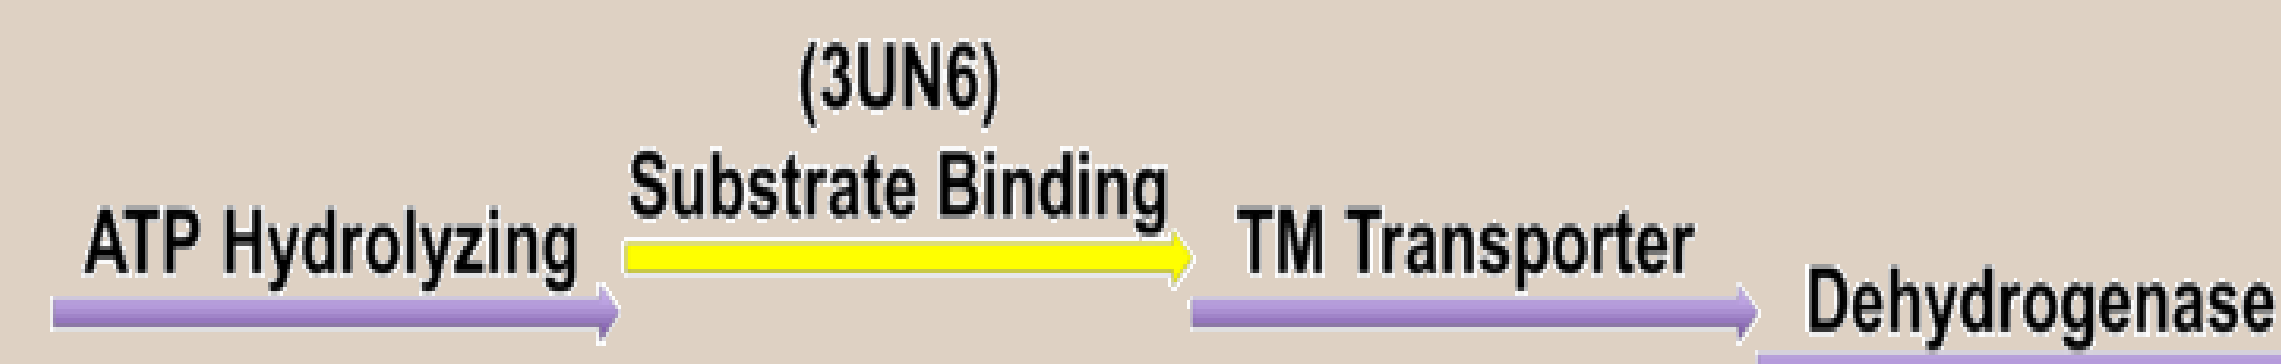 (3UN6)
Substrate Binding
ATP Hydrolyzing
TM Transporter
Dehydrogenase